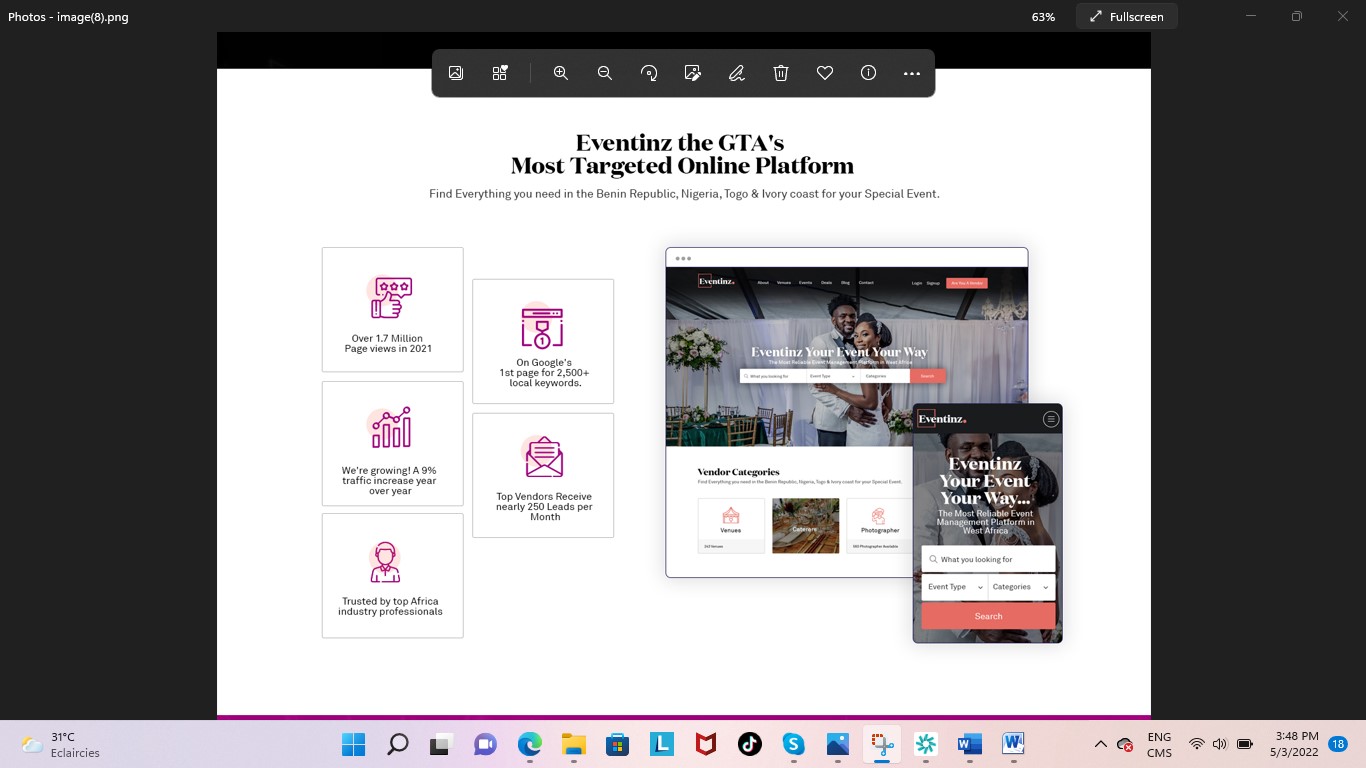 Photos - image(8).png
63%
Fullscreen
Eventinz the GTA's
Most Targeted Online Platform
Find Everything you need in the Benin Republic, Nigeria, Togo & Ivory coast for your Special Event.
Over 1.7 Million
Page views in 2021
On Google's
1st page for 2,500+
local keywords.
We're growing! A 9%
traffic increase year
over year
Top Vendors Receive
nearly 250 Leads per
Month
Trusted by top Africa
industry professionals
Eventinz.
About Venues Events Deals Blog Contact
Login Signup Are You A Vendor
Eventinz Your Event Your Way
The Most Reliable Event Management Platform in West Africa
What you looking for Event Type Categories Search
Vendor Categories
Find Everything you need in the Benin Republic, Nigeria, Togo & Ivory coast for your Special Event.
Venues
Caterers
Photographer
Photographer Available
Eventinz.
Eventinz
Your Event
Your Way...
The Most Reliable Event
Management Platform in
West Africa
What you looking for
Event Type Categories
Search
31°C
Eclaircies
L
W
W
ENG
CMS
3:48 PM
5/3/2022
18